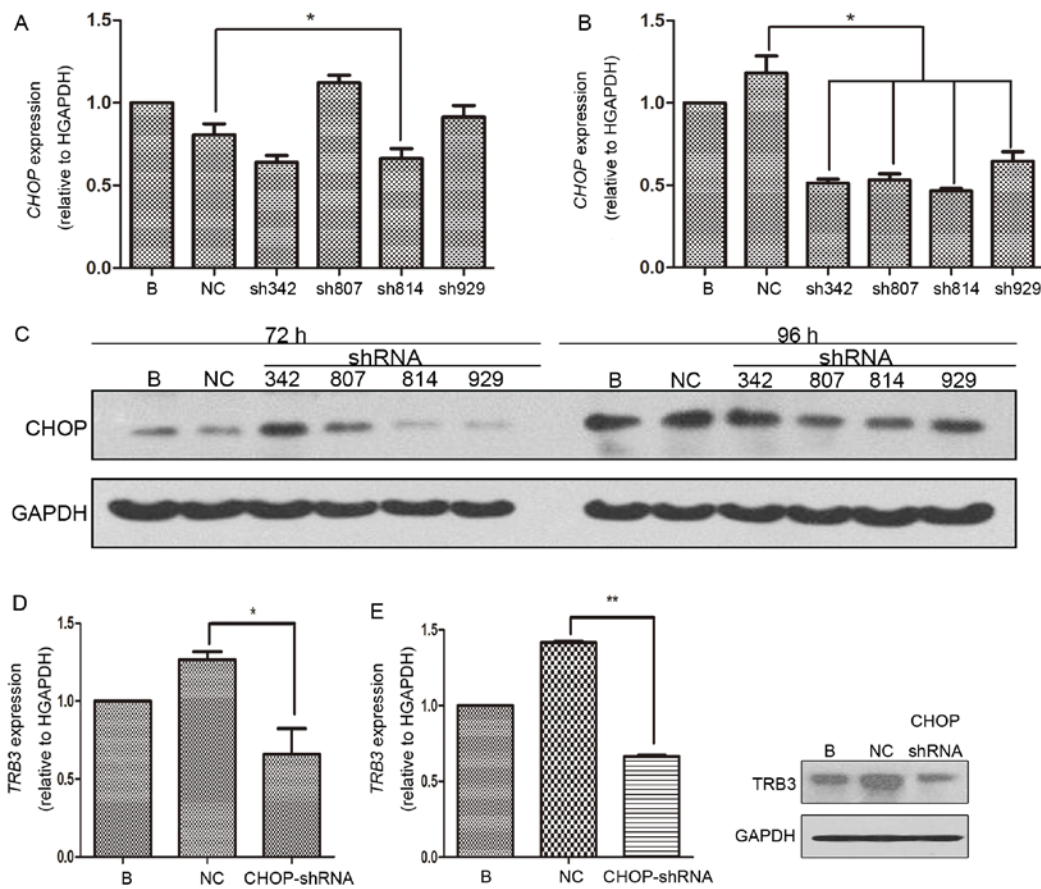 A
CHOP expression
(relative to HGAPDH)
1.5
1.0
0.5
0.0
*
B NC sh342 sh807 sh814 sh929
B
CHOP expression
(relative to HGAPDH)
1.5
1.0
0.5
0.0
*
B NC sh342 sh807 sh814 sh929
C
72 h 96 h
shRNA shRNA
B NC 342 807 814 929 B NC 342 807 814 929
CHOP
GAPDH
D
TRB3 expression
(relative to HGAPDH)
1.5
1.0
0.5
0.0
*
B NC CHOP-shRNA
E
TRB3 expression
(relative to HGAPDH)
1.5
1.0
0.5
0.0
**
B NC CHOP-shRNA
CHOP
B NC shRNA
TRB3
GAPDH